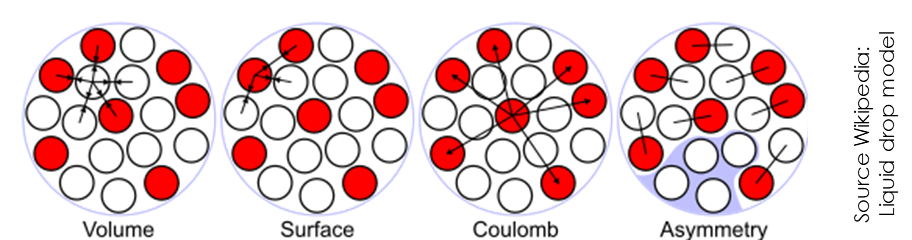 Volume
Surface
Coulomb
Asymmetry
Source Wikipedia:
Liquid drop model